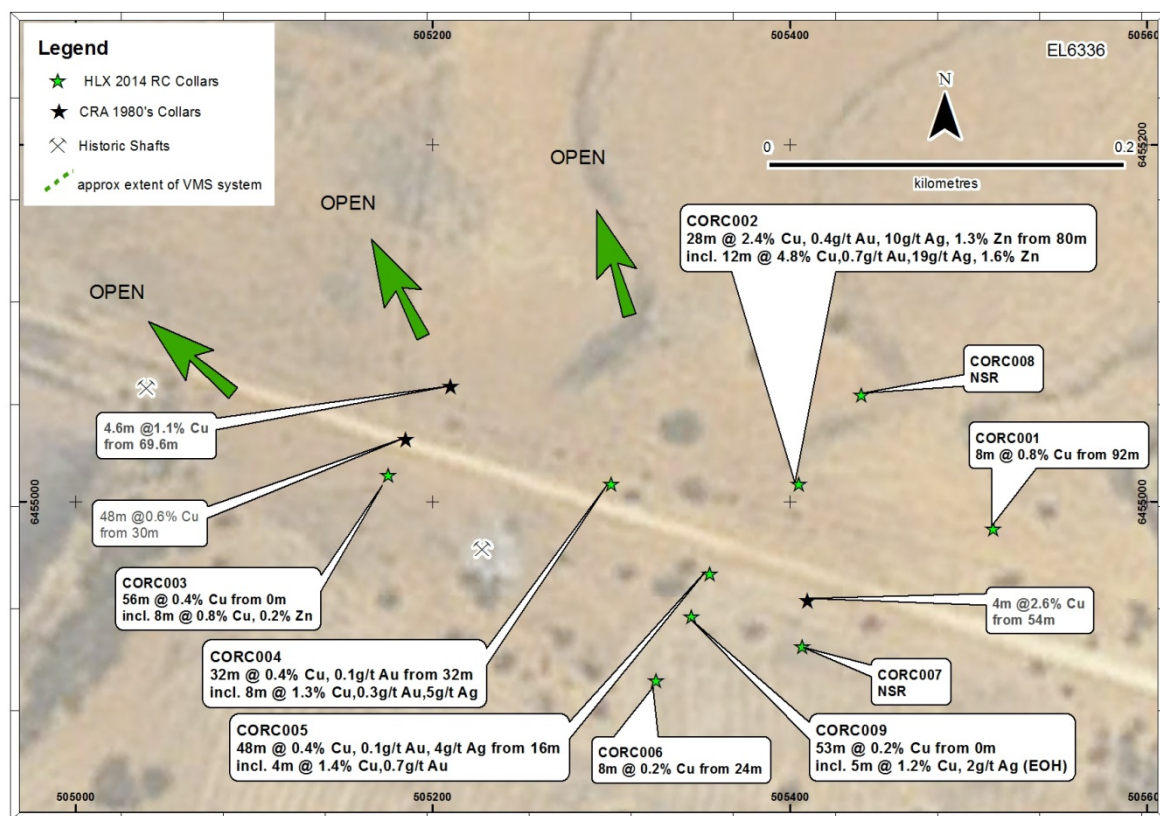 505200
505400
50560
Legend
HLX 2014 RC Collars
CRA 1980's Collars
Historic Shafts
approx extent of VMS system
EL6336
N
0
0.2
kilometres
6455200
OPEN
OPEN
OPEN
CORC002
28m @ 2.4% Cu, 0.4g/t Au, 10g/t Ag, 1.3% Zn from 80m
incl. 12m @ 4.8% Cu,0.7g/t Au,19g/t Ag, 1.6% Zn
CORC008
NSR
CORC001
8m @ 0.8% Cu from 92m
4.6m @1.1% Cu
from 69.6m
6455000
6455000
48m @0.6% Cu
from 30m
CORC003
56m @ 0.4% Cu from 0m
incl. 8m @ 0.8% Cu, 0.2% Zn
4m @2.6% Cu
from 54m
CORC004
32m @ 0.4% Cu, 0.1g/t Au from 32m
incl. 8m @ 1.3% Cu,0.3g/t Au,5g/t Ag
CORC007
NSR
CORC005
48m @ 0.4% Cu, 0.1g/t Au, 4g/t Ag from 16m
incl. 4m @ 1.4% Cu,0.7g/t Au
CORC006
8m @ 0.2% Cu from 24m
CORC009
53m @ 0.2% Cu from 0m
incl. 5m @ 1.2% Cu, 2g/t Ag (EOH)
505000
505200
505400
50560